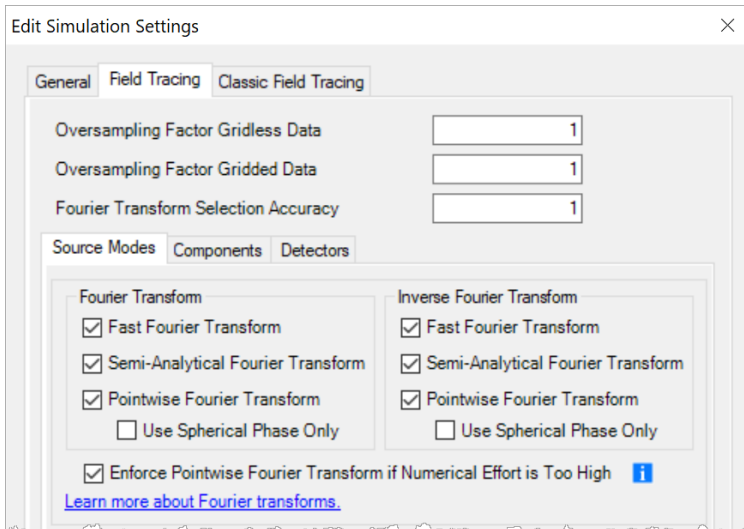 Edit Simulation Settings
General Field Tracing Classic Field Tracing
Oversampling Factor Gridless Data 1
Oversampling Factor Gridded Data 1
Fourier Transform Selection Accuracy 1
Source Modes Components Detectors
Fourier Transform Inverse Fourier Transform
Fast Fourier Transform Fast Fourier Transform
Semi-Analytical Fourier Transform Semi-Analytical Fourier Transform
Pointwise Fourier Transform Pointwise Fourier Transform
Use Spherical Phase Only Use Spherical Phase Only
Enforce Pointwise Fourier Transform if Numerical Effort is Too High i
Learn more about Fourier transforms.